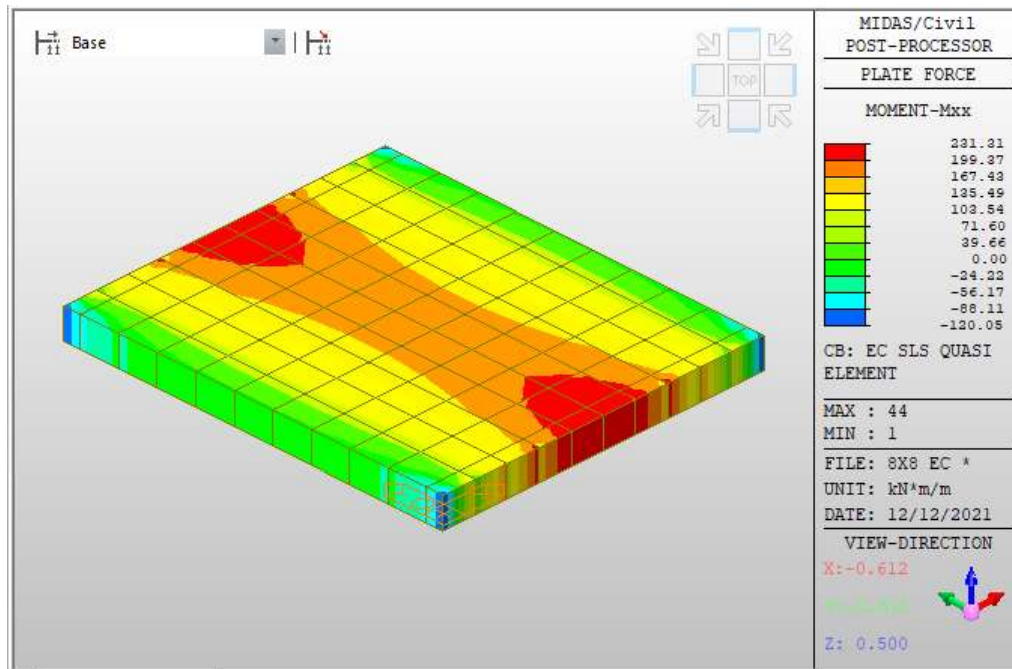 Base
TOP
MIDAS/Civil
POST-PROCESSOR
PLATE FORCE
MOMENT-Mxx
231.31
199.37
167.43
135.49
103.54
71.60
39.66
0.00
-24.22
-56.17
-88.11
-120.05
CB: EC SLS QUASI
ELEMENT
MAX : 44
MIN : 1
FILE: 8X8 EC *
UNIT: kN*m/m
DATE: 12/12/2021
VIEW-DIRECTION
X:-0.612
Z: 0.500